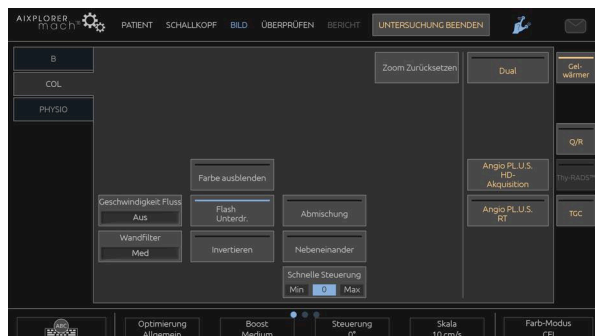 AIXPLORER
mach
PATIENT SCHALLKOPF BILD ÜBERPRÜFEN BERICHT UNTERSUCHUNG BEENDEN
B
COL
PHYSIO
Zoom Zurücksetzen
Dual
Gel-
wärmer
Q/R
Farbe ausblenden
Angio PL.U.S.
HD-
Akquisition
Thy-RADS™
Geschwindigkeit Fluss
Aus
Flash
Unterdr.
Abmischung
Angio PL.U.S.
RT
TGC
Wandfilter
Med
Invertieren
Nebeneinander
Schnelle Steuerung
Min 0 Max
ABC
Optimierung
Allgemein
Boost
Medium
Steuerung
0°
Skala
10 cm/s
Farb-Modus
CFI